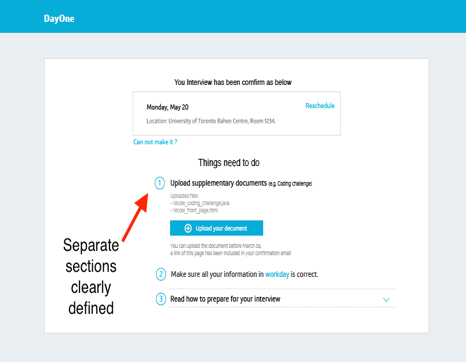 DayOne
You Interview has been comfirm as below
Monday, May 20
Reschedule
Location: University of Toronto Bahen Centre, Room 1234.
Can not make it ?
Things need to do
1 Upload supplementary documents (e.g. Coding challenge)
Uploaded files:
- Nicole_coding_challenge.java
- Nicole_front_page.html
Upload your document
You can upload the document before March 1a,
a link of this page has been included in your confirmation email
2 Make sure all your information in workday is correct.
3 Read how to prepare for your interview
Separate
sections
clearly
defined